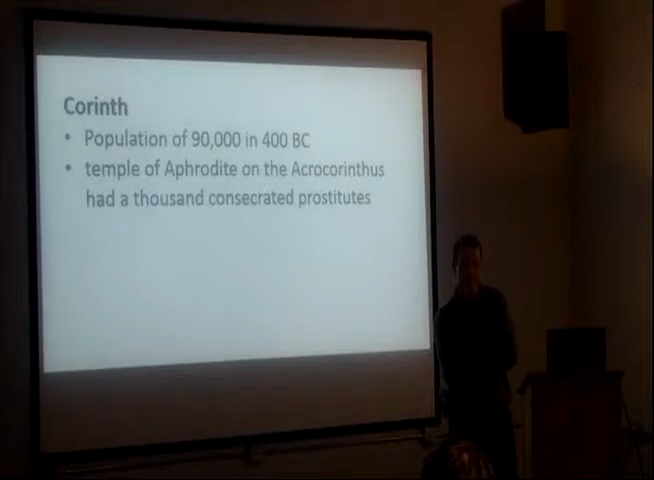 Corinth
• Population of 90,000 in 400 BC
• temple of Aphrodite on the Acrocorinthus
had a thousand consecrated prostitutes